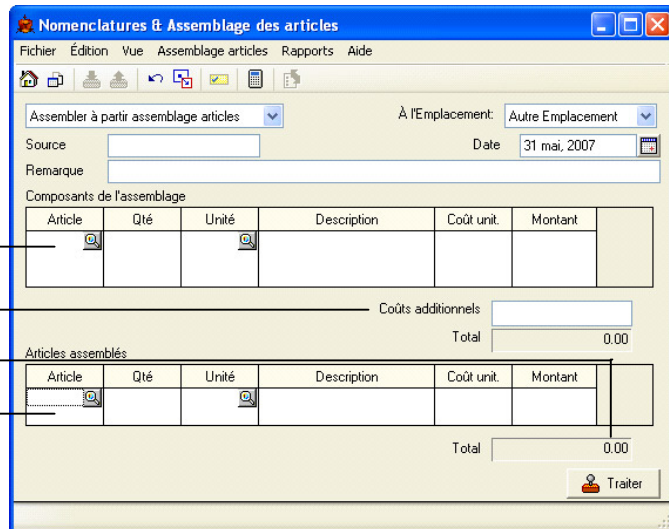 Nomenclatures & Assemblage des articles
Fichier Édition Vue Assemblage articles Rapports Aide
Assembler à partir assemblage articles À l'Emplacement: Autre Emplacement
Source Date 31 mai, 2007
Remarque
Composants de l'assemblage
Article Qté Unité Description Coût unit. Montant
Coûts additionnels
Total 0.00
Articles assemblés
Article Qté Unité Description Coût unit. Montant
Total 0.00
Traiter